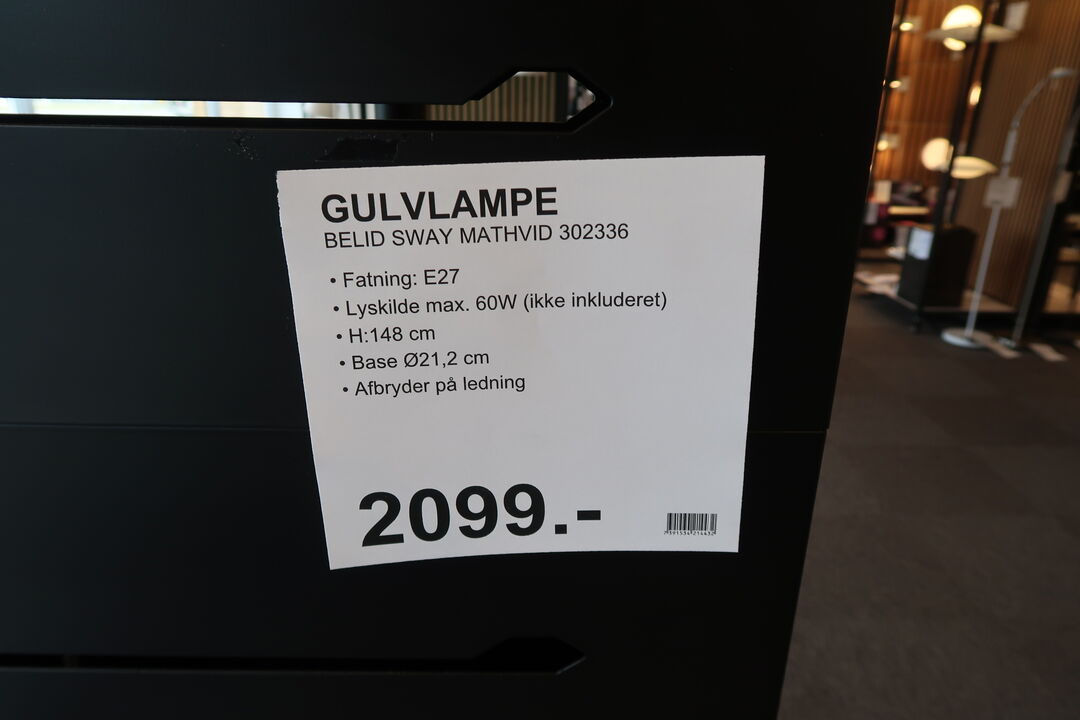 GULVLAMPE
BELID SWAY MATHVID 302336
• Fatning: E27
• Lyskilde max. 60W (ikke inkluderet)
• H:148 cm
• Base Ø21,2 cm
• Afbryder på ledning
2099.-
7391534214432